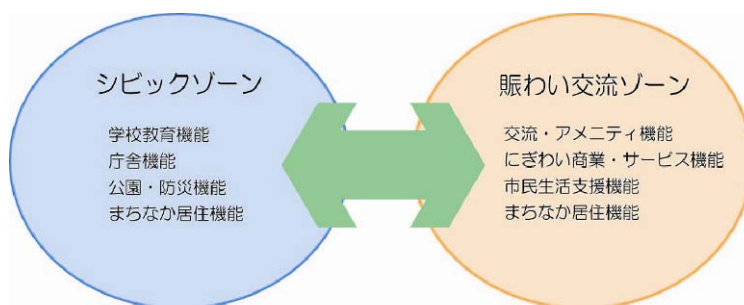 シビックゾーン
学校教育機能
庁舎機能
公園・防災機能
まちなか居住機能
賑わい交流ゾーン
交流・アメニティ機能
にぎわい商業・サービス機能
市民生活支援機能
まちなか居住機能